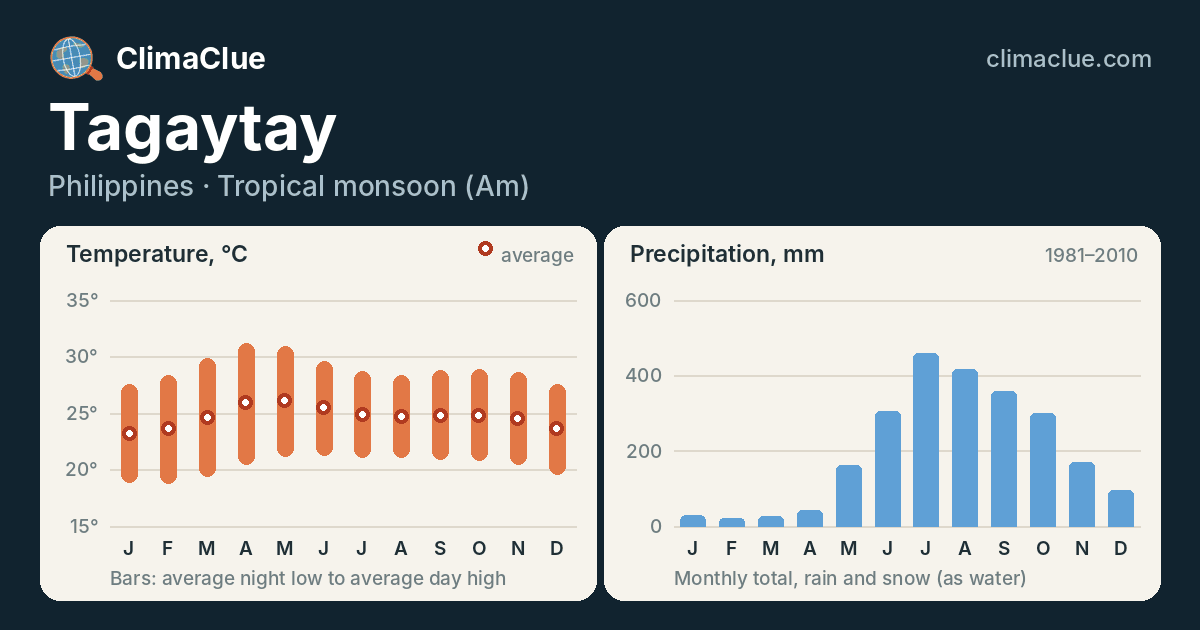 ClimaClue
climaclue.com
Tagaytay
Philippines · Tropical monsoon (Am)
Temperature, °C
average
35°
30°
25°
20°
15°
J F M A M J J A S O N D
Bars: average night low to average day high
Precipitation, mm
1981–2010
600
400
200
0
J F M A M J J A S O N D
Monthly total, rain and snow (as water)